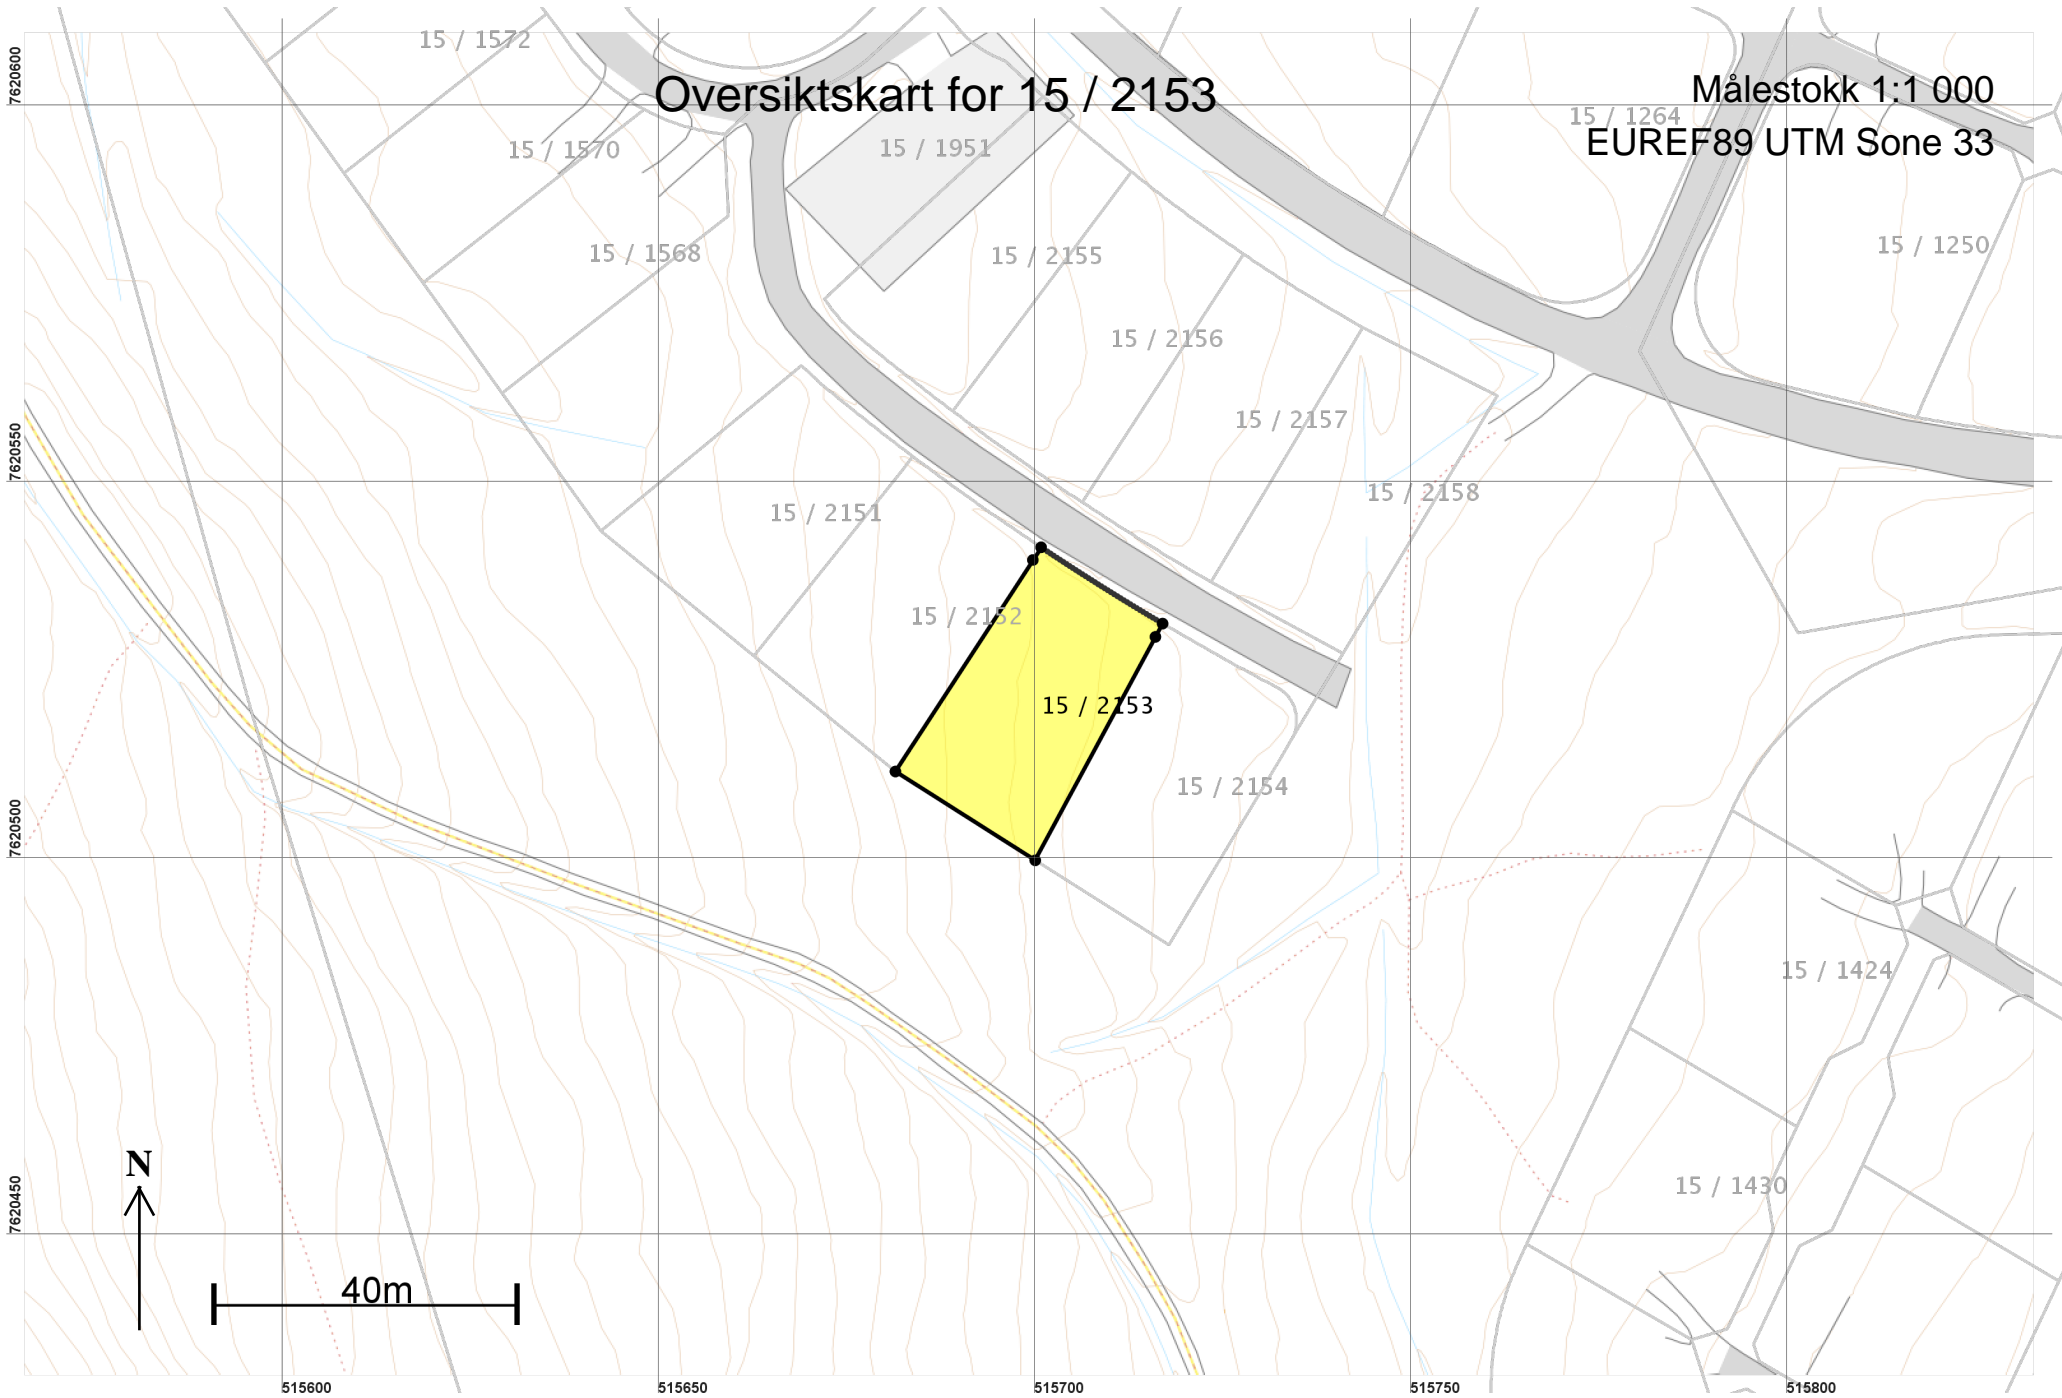 15 / 1572
7620600
Oversiktskart for 15 / 2153
Målestokk 1:1 000
15 / 1264
EUREF89 UTM Sone 33
15 / 1570
15 / 1951
15 / 1568
15 / 2155
15 / 1250
15 / 2156
15 / 2157
7620550
15 / 2158
15 / 2151
15 / 2152
15 / 2153
15 / 2154
7620500
15 / 1424
N
15 / 1430
7620450
40m
515600
515650
515700
515750
515800